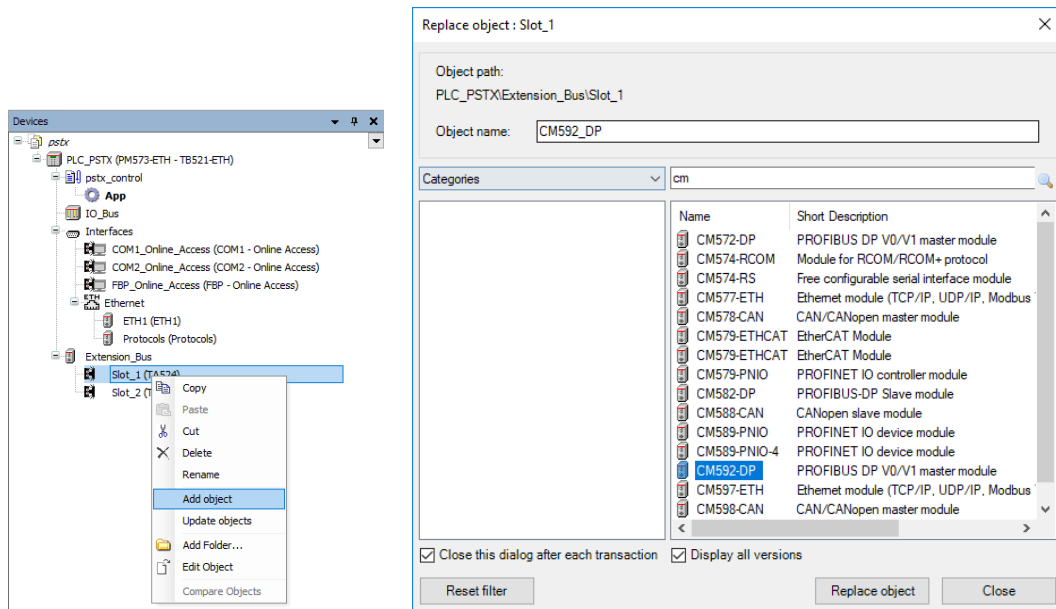 Devices
pstx
PLC_PSTX (PM573-ETH - TB521-ETH)
pstx_control
App
IO_Bus
Interfaces
COM1_Online_Access (COM1 - Online Access)
COM2_Online_Access (COM2 - Online Access)
FBP_Online_Access (FBP - Online Access)
ETH
Ethernet
ETH1 (ETH1)
Protocols (Protocols)
Extension_Bus
Slot_1 (TA524)
Slot_2 (T
Copy
Paste
Cut
Delete
Rename
Add object
Update objects
Add Folder...
Edit Object
Compare Objects
Replace object : Slot_1
Object path:
PLC_PSTX\Extension_Bus\Slot_1
Object name: CM592_DP
Categories cm
Name Short Description
CM572-DP PROFIBUS DP V0/V1 master module
CM574-RCOM Module for RCOM/RCOM+ protocol
CM574-RS Free configurable serial interface module
CM577-ETH Ethernet module (TCP/IP, UDP/IP, Modbus
CM578-CAN CAN/CANopen master module
CM579-ETHCAT EtherCAT Module
CM579-ETHCAT EtherCAT Module
CM579-PNIO PROFINET IO controller module
CM582-DP PROFIBUS-DP Slave module
CM588-CAN CANopen slave module
CM589-PNIO PROFINET IO device module
CM589-PNIO-4 PROFINET IO device module
CM592-DP PROFIBUS DP V0/V1 master module
CM597-ETH Ethernet module (TCP/IP, UDP/IP, Modbus
CM598-CAN CAN/CANopen master module
Close this dialog after each transaction Display all versions
Reset filter Replace object Close